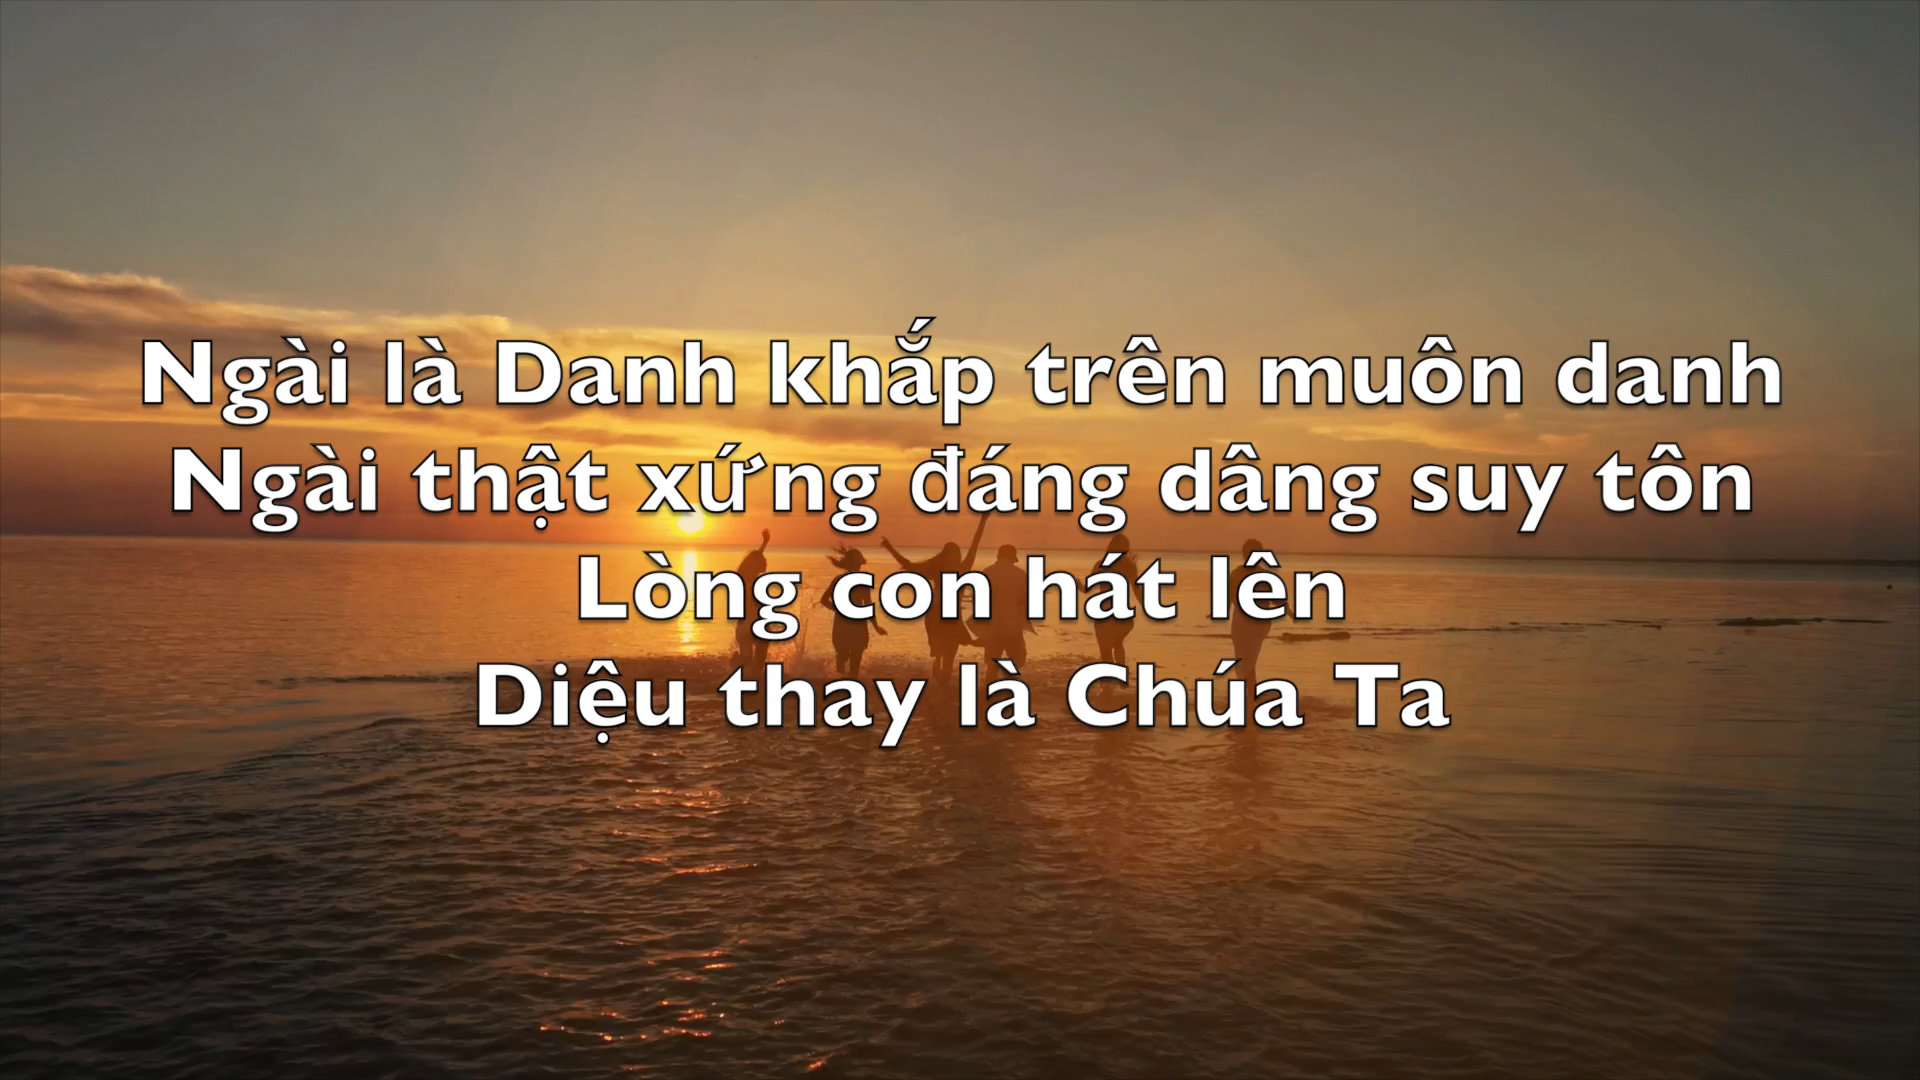 Ngài là Danh khắp trên muôn danh
Ngài thật xứng đáng dâng suy tôn
Lòng con hát lên
Diệu thay là Chúa Ta